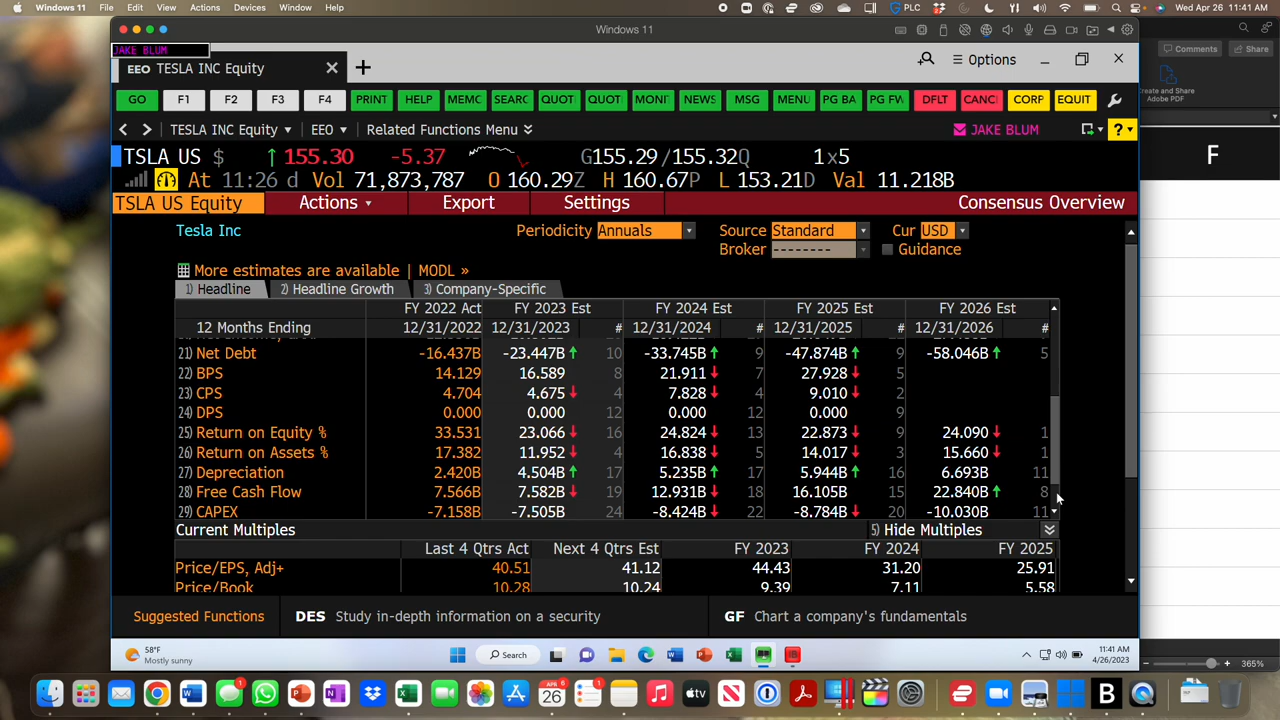 Windows 11 File Edit View Actions Devices Window Help PLC Wed Apr 26 11:41 AM
Windows 11
JAKE BLUM
EEO TESLA INC Equity
Options
Comments Share
GO F1 F2 F3 F4 PRINT HELP MEMC SEARC QUOT QUOT MONI NEWS MSG MENU PG BA PG FW DFLT CANC CORP EQUIT
Create and Share
Adobe PDF
TESLA INC Equity EEO Related Functions Menu JAKE BLUM ?
TSLA US $ 155.30 -5.37 G155.29 /155.32Q 1x5
F
At 11:26 d Vol 71,873,787 O 160.29Z H 160.67P L 153.21D Val 11.218B
TSLA US Equity Actions Export Settings Consensus Overview
Tesla Inc Periodicity Annuals Source Standard Cur USD
Broker -------- Guidance
More estimates are available | MODL »
1) Headline 2) Headline Growth 3) Company-Specific
FY 2022 Act FY 2023 Est FY 2024 Est FY 2025 Est FY 2026 Est
12 Months Ending 12/31/2022 12/31/2023 # 12/31/2024 # 12/31/2025 # 12/31/2026 #
21) Net Debt -16.437B -23.447B 10 -33.745B 9 -47.874B 9 -58.046B 5
22) BPS 14.129 16.589 8 21.911 7 27.928 5
23) CPS 4.704 4.675 4 7.828 4 9.010 2
24) DPS 0.000 0.000 12 0.000 12 0.000 9
25) Return on Equity % 33.531 23.066 16 24.824 13 22.873 9 24.090 1
26) Return on Assets % 17.382 11.952 4 16.838 5 14.017 3 15.660 1
27) Depreciation 2.420B 4.504B 17 5.235B 17 5.944B 16 6.693B 11
28) Free Cash Flow 7.566B 7.582B 19 12.931B 18 16.105B 15 22.840B 8
29) CAPEX -7.158B -7.505B 24 -8.424B 22 -8.784B 20 -10.030B 11
Current Multiples 5) Hide Multiples
Last 4 Qtrs Act Next 4 Qtrs Est FY 2023 FY 2024 FY 2025
Price/EPS, Adj+ 40.51 41.12 44.43 31.20 25.91
Price/Book 10.28 10.24 9.39 7.11 5.58
Suggested Functions DES Study in-depth information on a security GF Chart a company's fundamentals
58°F
Mostly sunny
Search
11:41 AM
4/26/2023
365%